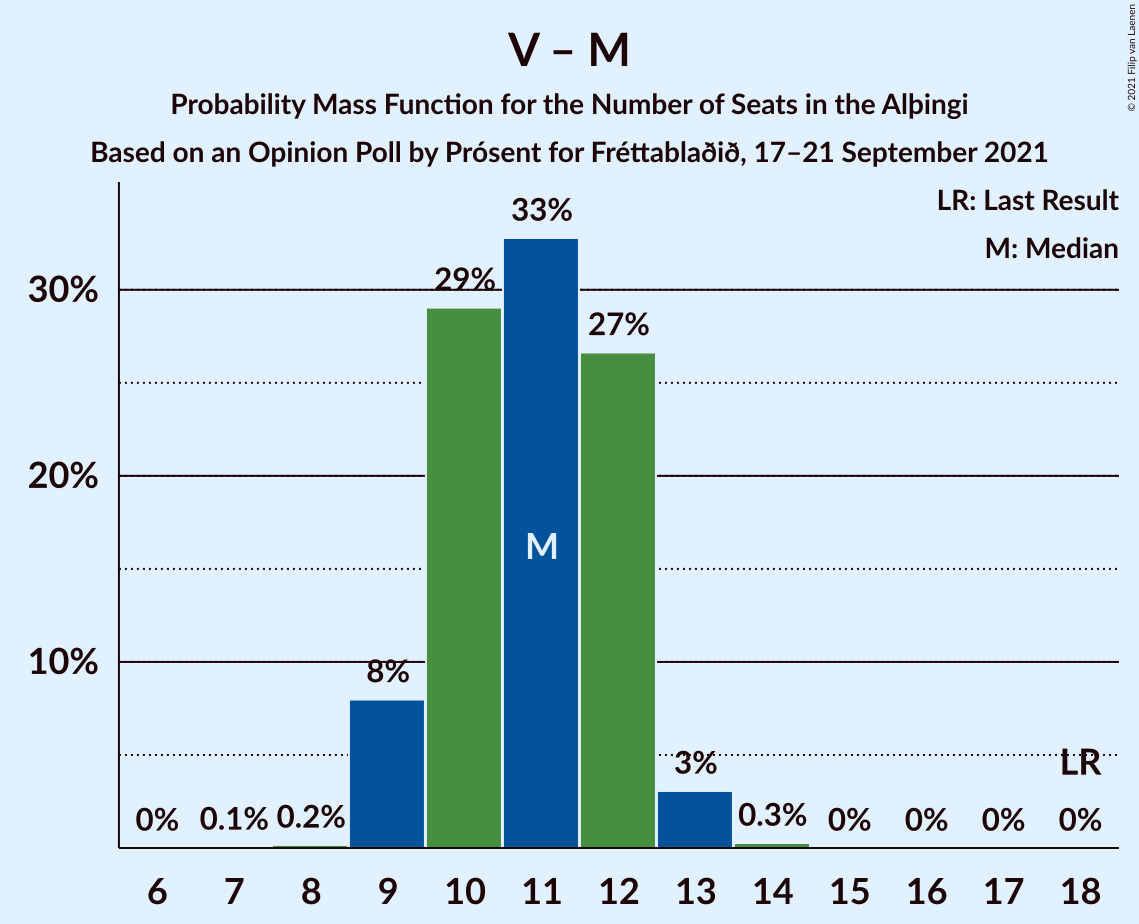 V – M
Probability Mass Function for the Number of Seats in the Alþingi
Based on an Opinion Poll by Prósent for Fréttablaðið, 17–21 September 2021
© 2021 Filip van Laenen
LR: Last Result
M: Median
30%
20%
10%
0%
0.1%
0.2%
8%
29%
33%
M
27%
3%
0.3%
0%
0%
0%
LR
0%
6 7 8 9 10 11 12 13 14 15 16 17 18